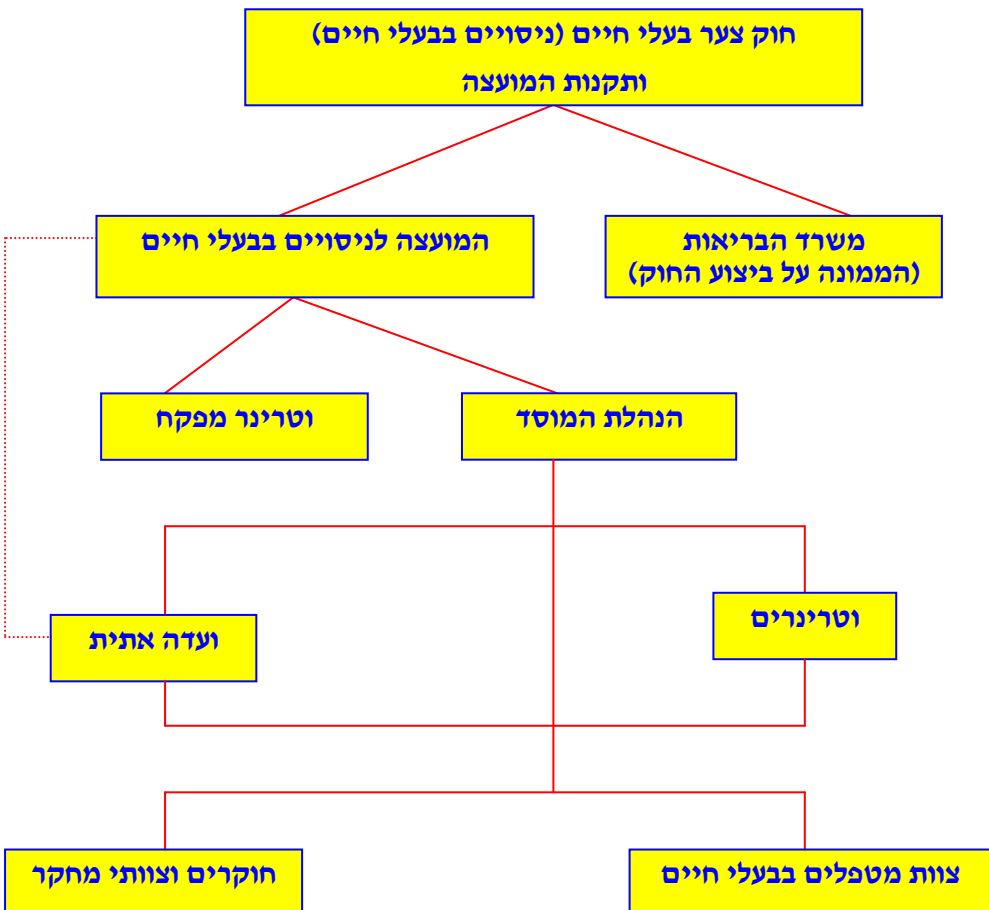 חוק צער בעלי חיים (ניסויים בבעלי חיים)
ותקנות המועצה
משרד הבריאות
(הממונה על ביצוע החוק)
המועצה לניסויים בבעלי חיים
הנהלת המוסד
וטרינר מפקח
וטרינרים
ועדה אתית
צוות מטפלים בבעלי חיים
חוקרים וצוותי מחקר